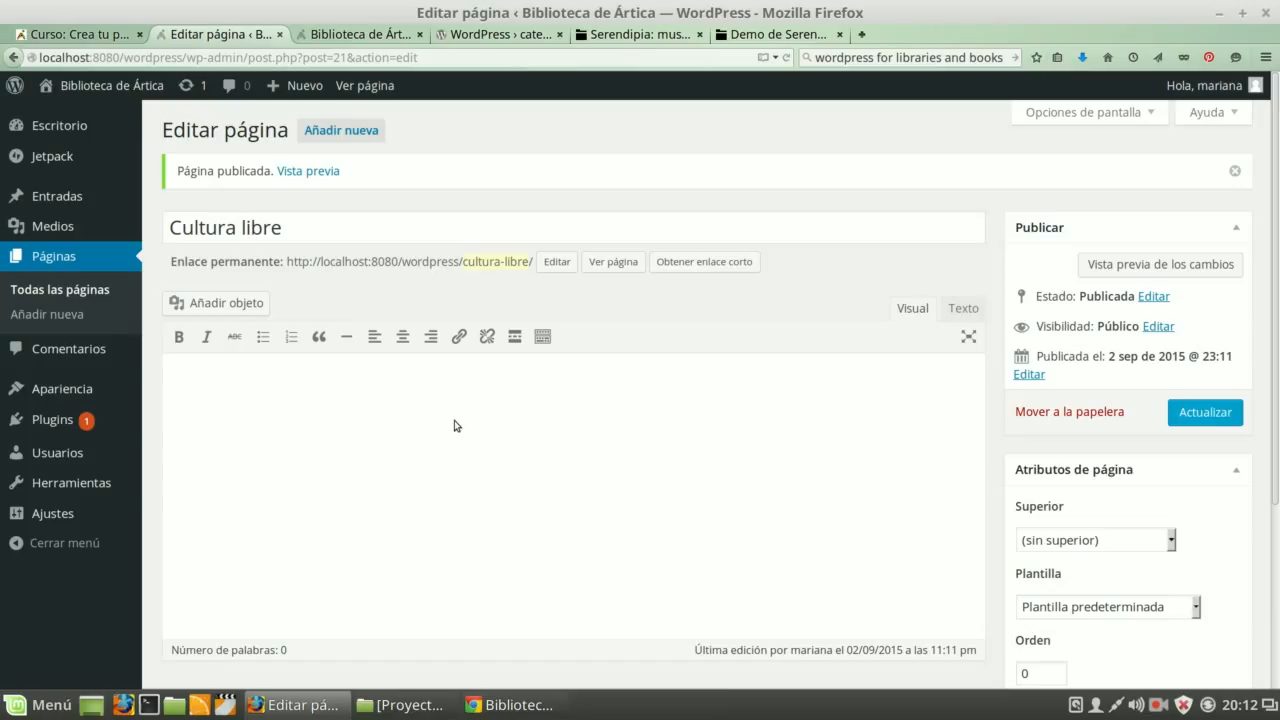 Editar página ‹ Biblioteca de Ártica — WordPress - Mozilla Firefox
Curso: Crea tu p...
Editar página ‹ B...
Biblioteca de Árt...
WordPress › cate...
Serendipia: mus...
Demo de Seren...
localhost:8080/wordpress/wp-admin/post.php?post=21&action=edit
wordpress for libraries and books
Biblioteca de Ártica
1
0
Nuevo
Ver página
Hola, mariana
Escritorio
Jetpack
Entradas
Medios
Páginas
Todas las páginas
Añadir nueva
Comentarios
Apariencia
Plugins 1
Usuarios
Herramientas
Ajustes
Cerrar menú
Opciones de pantalla
Ayuda
Editar página
Añadir nueva
Página publicada. Vista previa
Cultura libre
Enlace permanente: http://localhost:8080/wordpress/cultura-libre/
Editar
Ver página
Obtener enlace corto
Añadir objeto
Visual
Texto
B
I
ABC
Número de palabras: 0
Última edición por mariana el 02/09/2015 a las 11:11 pm
Publicar
Vista previa de los cambios
Estado: Publicada Editar
Visibilidad: Público Editar
Publicada el: 2 sep de 2015 @ 23:11
Editar
Mover a la papelera
Actualizar
Atributos de página
Superior
(sin superior)
Plantilla
Plantilla predeterminada
Orden
0
Menú
Editar pá...
[Proyect...
Bibliotec...
20:12